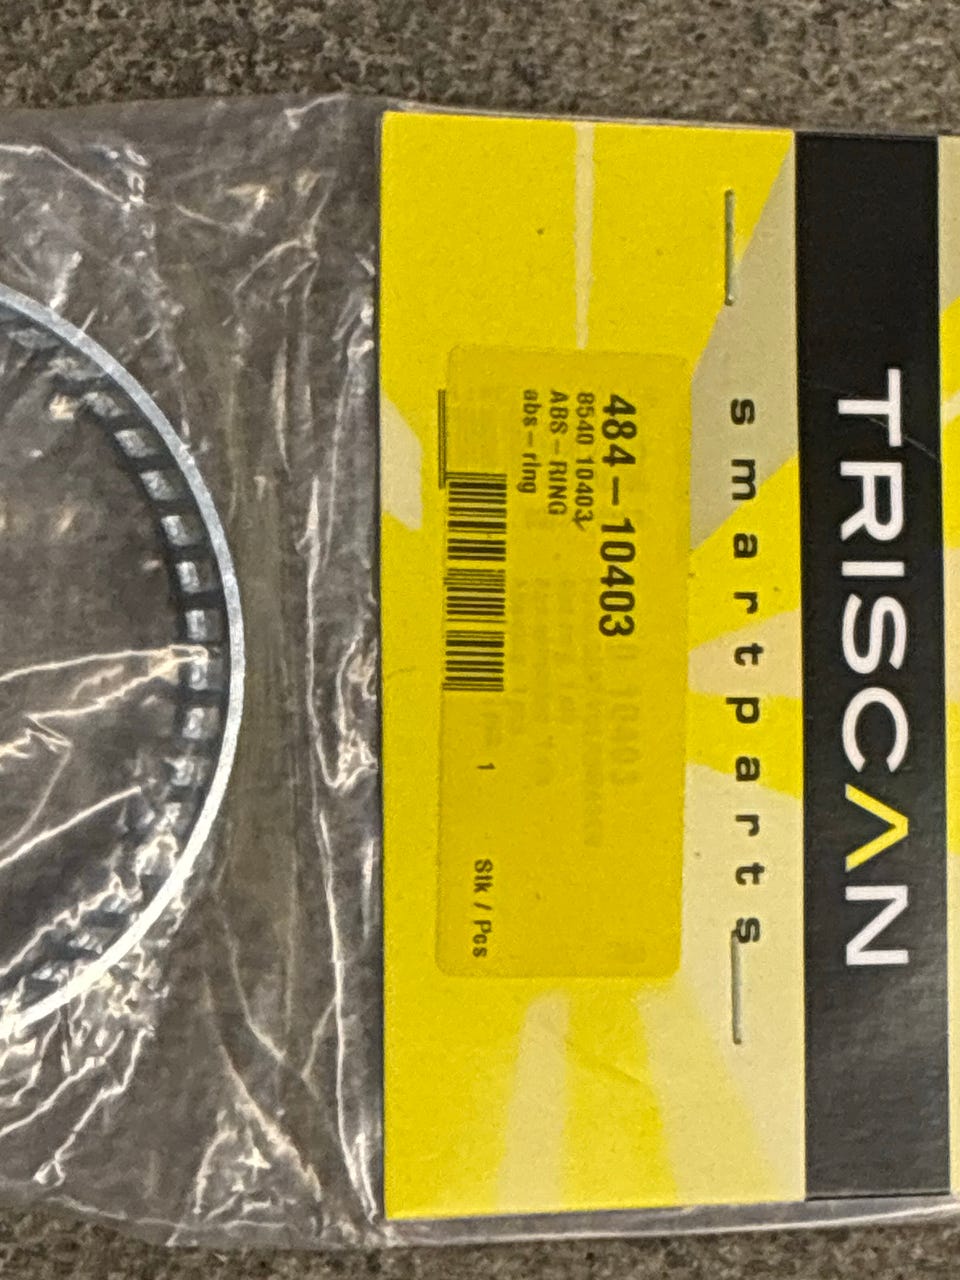 TRISCAN
smartparts
484-10403
8540 10403
ABS-RING
abs-ring
1 Stk / Pcs